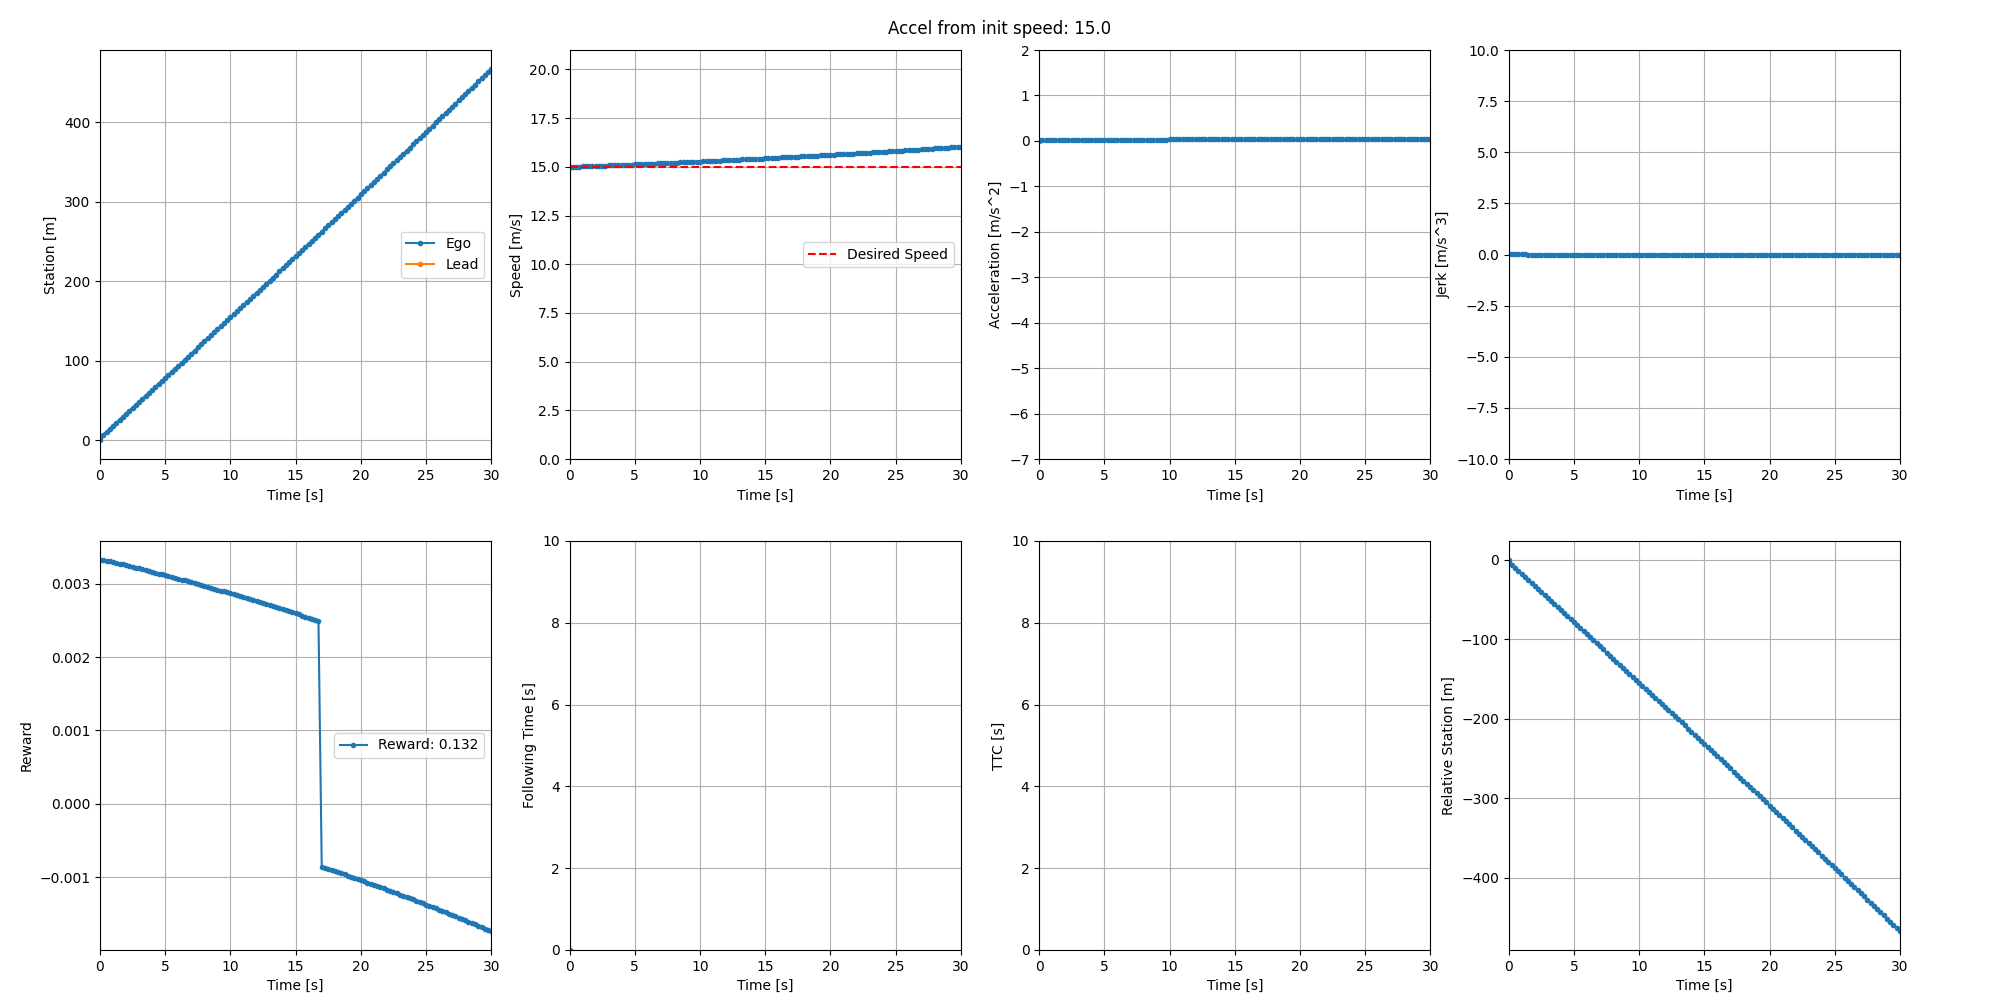 Accel from init speed: 15.0
Station [m]
400
300
200
100
0
0 5 10 15 20 25 30
Time [s]
Ego
Lead
Speed [m/s]
20.0
17.5
15.0
12.5
10.0
7.5
5.0
2.5
0.0
0 5 10 15 20 25 30
Time [s]
Desired Speed
Acceleration [m/s^2]
2
1
0
−1
−2
−3
−4
−5
−6
−7
0 5 10 15 20 25 30
Time [s]
Jerk [m/s^3]
10.0
7.5
5.0
2.5
0.0
−2.5
−5.0
−7.5
−10.0
0 5 10 15 20 25 30
Time [s]
Reward
0.003
0.002
0.001
0.000
−0.001
0 5 10 15 20 25 30
Time [s]
Reward: 0.132
Following Time [s]
10
8
6
4
2
0
0 5 10 15 20 25 30
Time [s]
TTC [s]
10
8
6
4
2
0
0 5 10 15 20 25 30
Time [s]
Relative Station [m]
0
−100
−200
−300
−400
0 5 10 15 20 25 30
Time [s]